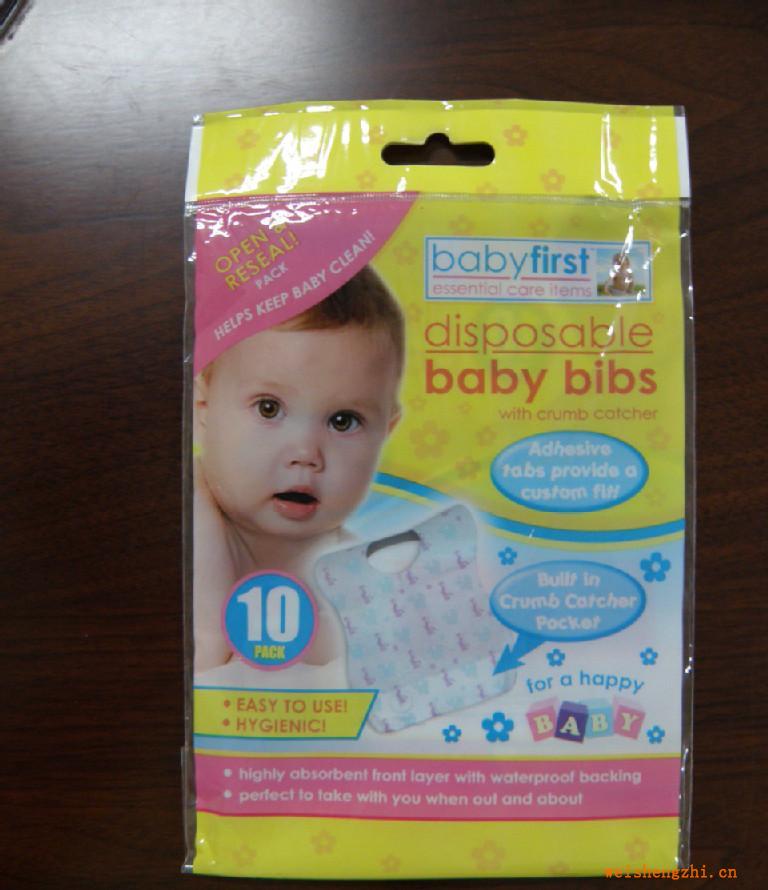 OPEN &
RESEAL!
PACK
HELPS KEEP BABY CLEAN!
babyfirst
essential care items
disposable
baby bibs
with crumb catcher
Adhesive
tabs provide a
custom fit!
Built in
Crumb Catcher
Pocket
10
PACK
for a happy
BABY
• EASY TO USE!
• HYGIENIC!
• highly absorbent front layer with waterproof backing
• perfect to take with you when out and about
weishengzhi.cn